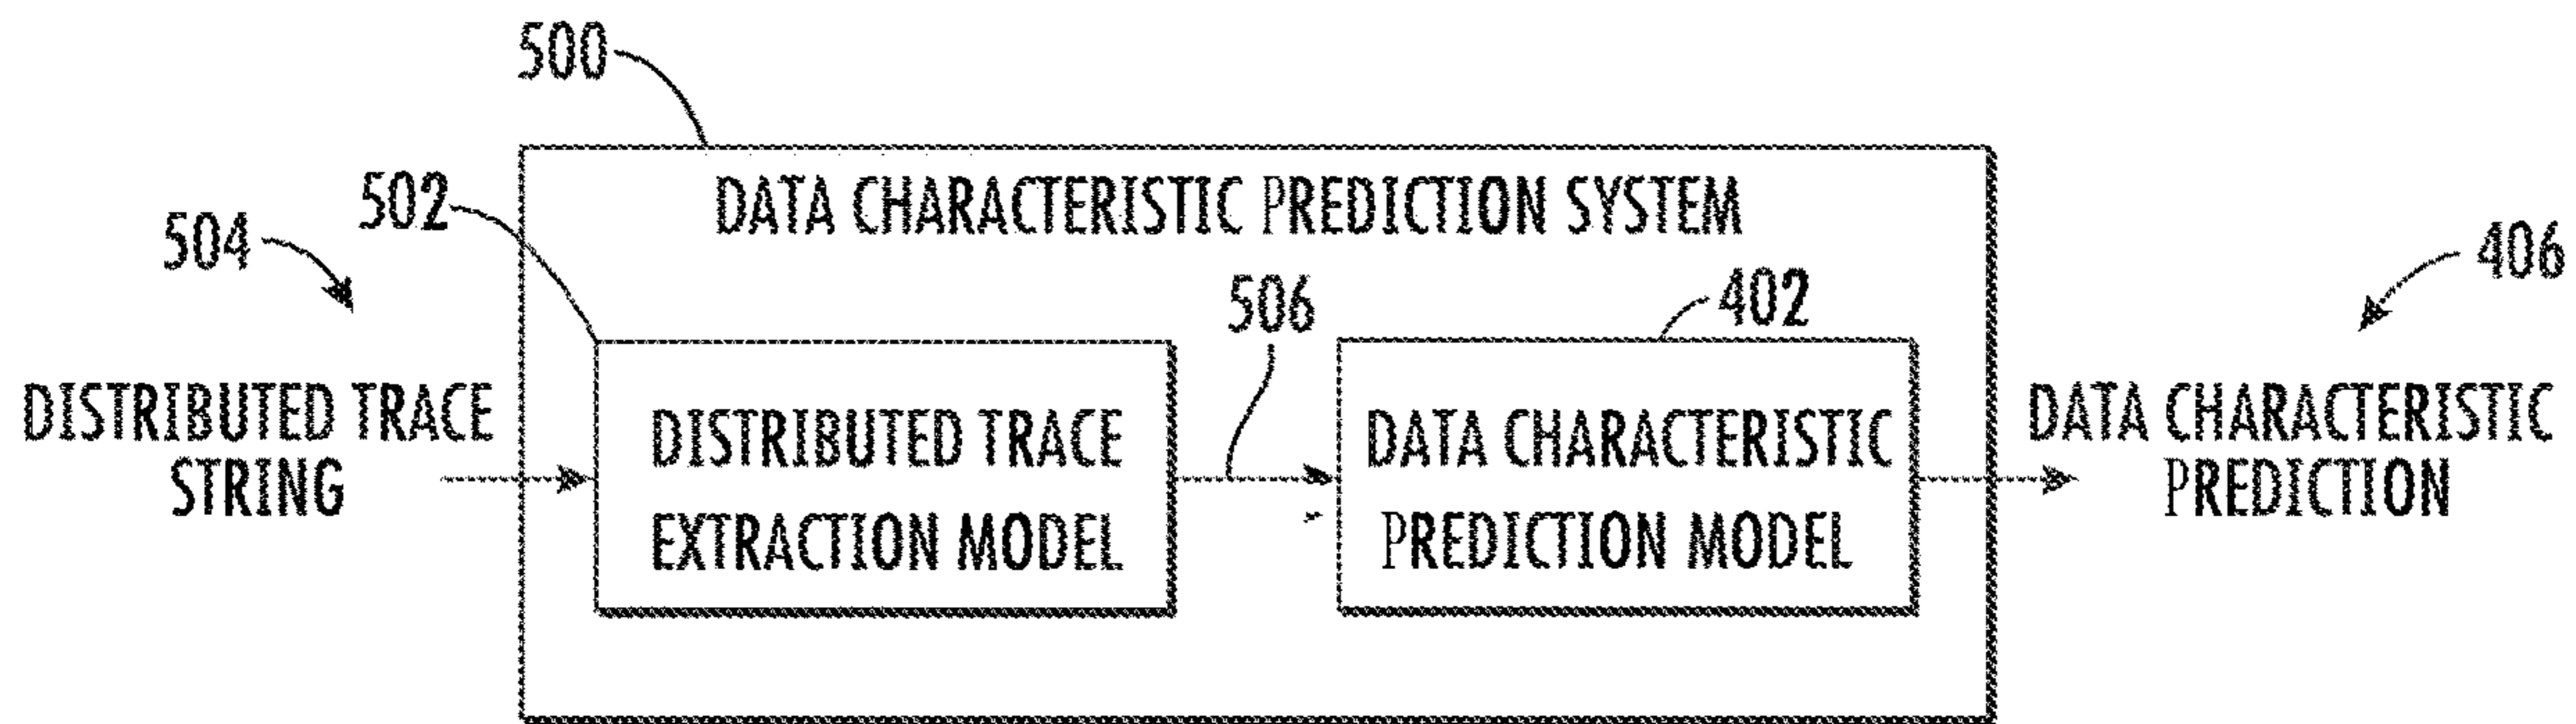 500
DATA CHARACTERISTIC PREDICTION SYSTEM
502
504
406
506
402
DISTRIBUTED TRACE
STRING
DISTRIBUTED TRACE
EXTRACTION MODEL
DATA CHARACTERISTIC
PREDICTION MODEL
DATA CHARACTERISTIC
PREDICTION